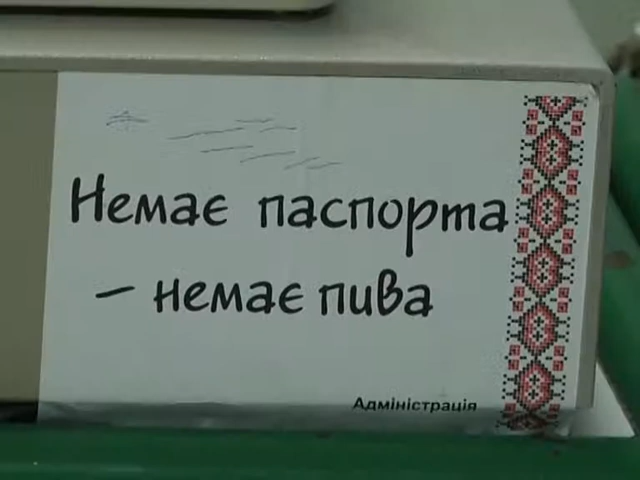 Немає паспорта
– немає пива
Адміністрація